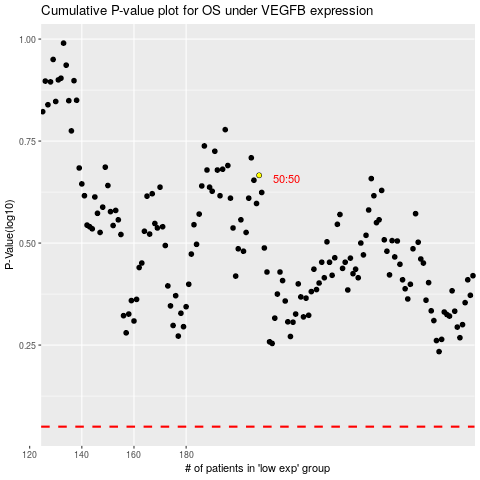 Cumulative P-value plot for OS under VEGFB expression
P-Value(log10)
1.00
0.75
0.50
0.25
50:50
120 140 160 180
# of patients in 'low exp' group